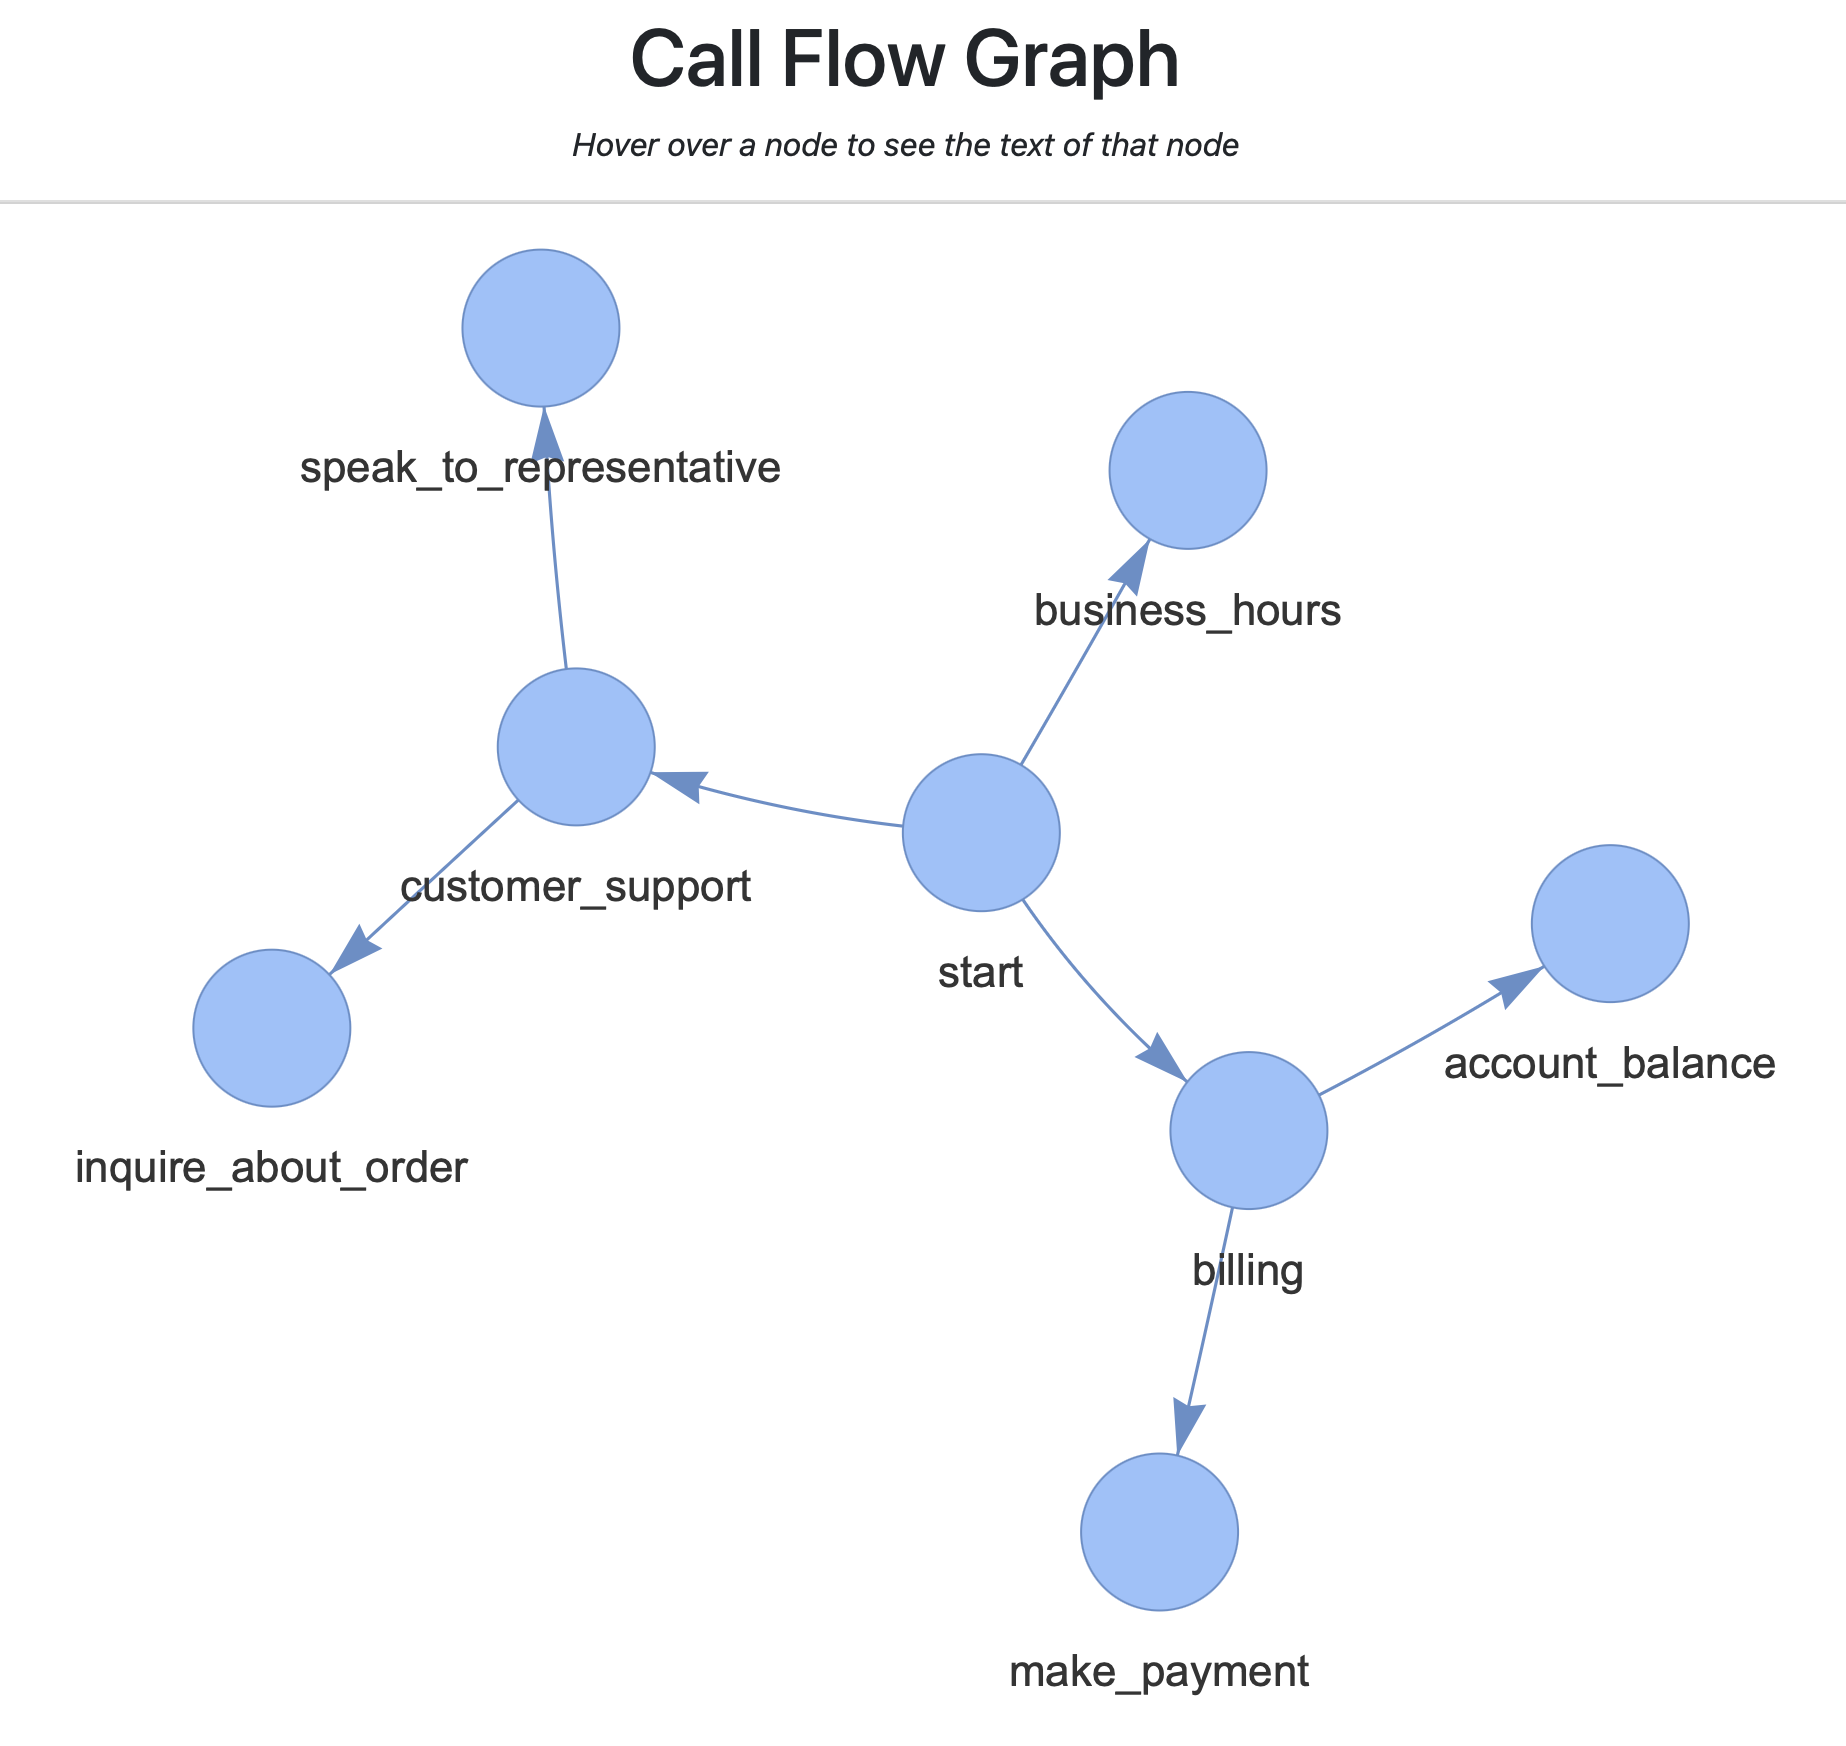 Call Flow Graph
Hover over a node to see the text of that node
speak_to_representative
business_hours
customer_support
start
account_balance
inquire_about_order
billing
make_payment